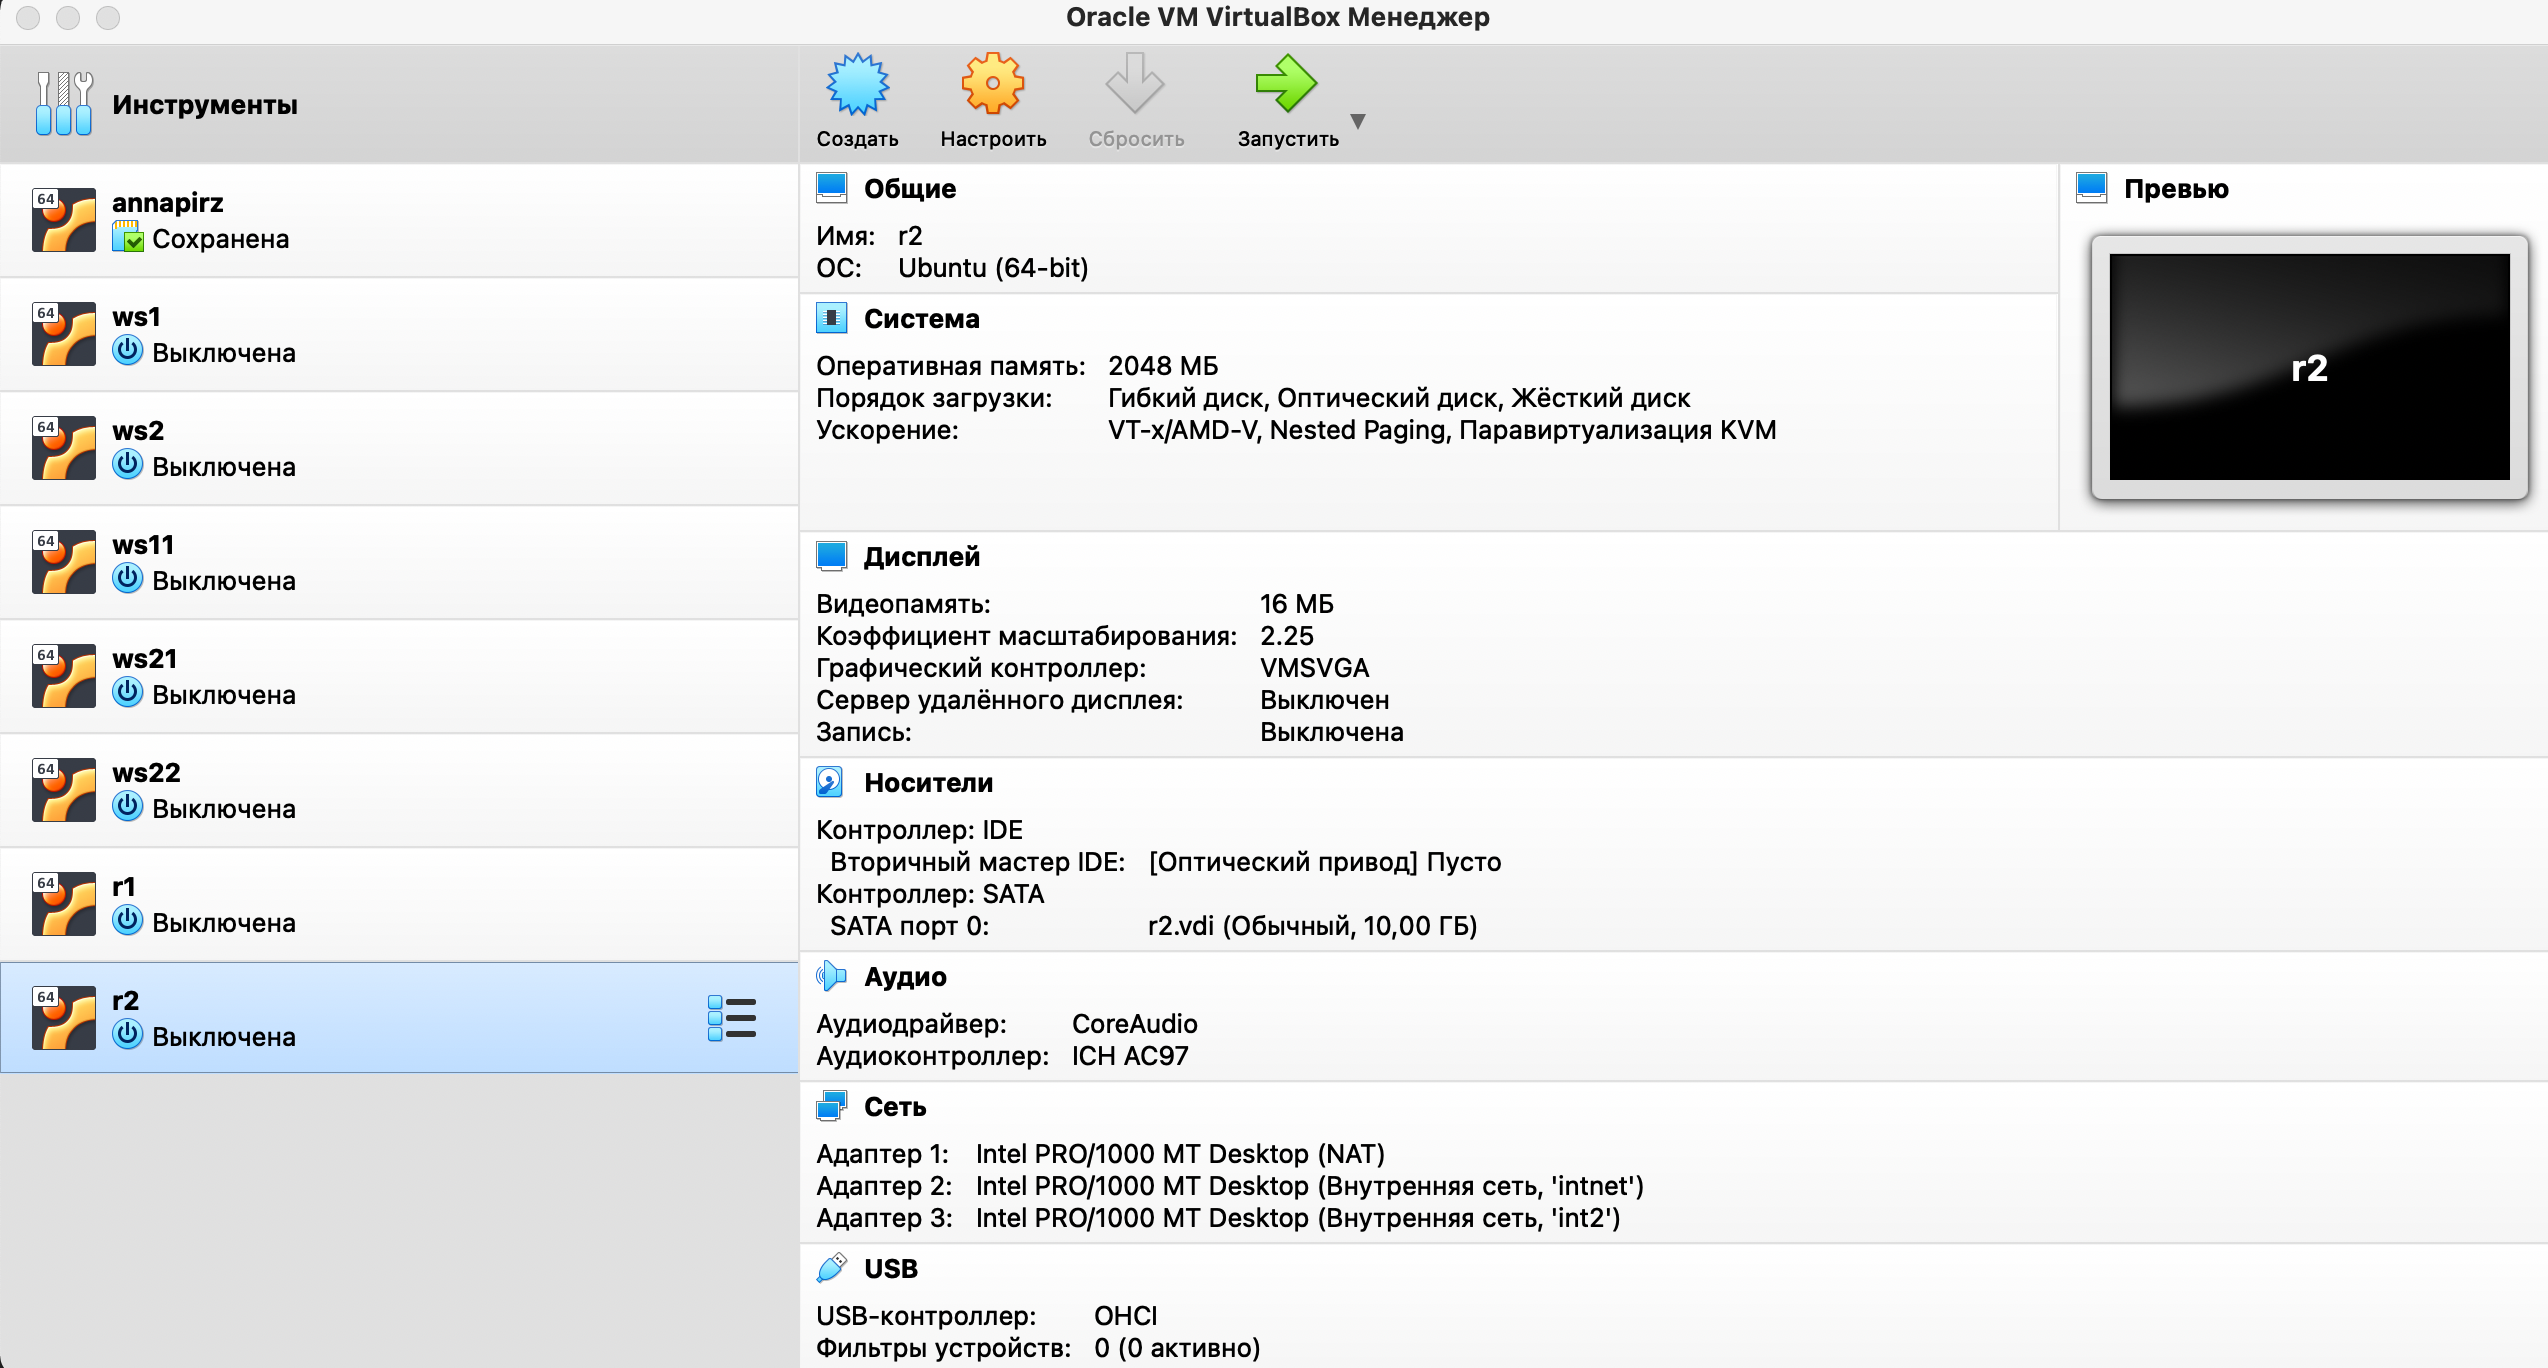 Oracle VM VirtualBox Менеджер
Инструменты
Создать
Настроить
Сбросить
Запустить
64
annapirz
Сохранена
64
ws1
Выключена
64
ws2
Выключена
64
ws11
Выключена
64
ws21
Выключена
64
ws22
Выключена
64
r1
Выключена
64
r2
Выключена
Общие
Имя: r2
ОС: Ubuntu (64-bit)
Система
Оперативная память: 2048 МБ
Порядок загрузки: Гибкий диск, Оптический диск, Жёсткий диск
Ускорение: VT-x/AMD-V, Nested Paging, Паравиртуализация KVM
Превью
r2
Дисплей
Видеопамять: 16 МБ
Коэффициент масштабирования: 2.25
Графический контроллер: VMSVGA
Сервер удалённого дисплея: Выключен
Запись: Выключена
Носители
Контроллер: IDE
Вторичный мастер IDE: [Оптический привод] Пусто
Контроллер: SATA
SATA порт 0: r2.vdi (Обычный, 10,00 ГБ)
Аудио
Аудиодрайвер: CoreAudio
Аудиоконтроллер: ICH AC97
Сеть
Адаптер 1: Intel PRO/1000 MT Desktop (NAT)
Адаптер 2: Intel PRO/1000 MT Desktop (Внутренняя сеть, 'intnet')
Адаптер 3: Intel PRO/1000 MT Desktop (Внутренняя сеть, 'int2')
USB
USB-контроллер: OHCI
Фильтры устройств: 0 (0 активно)